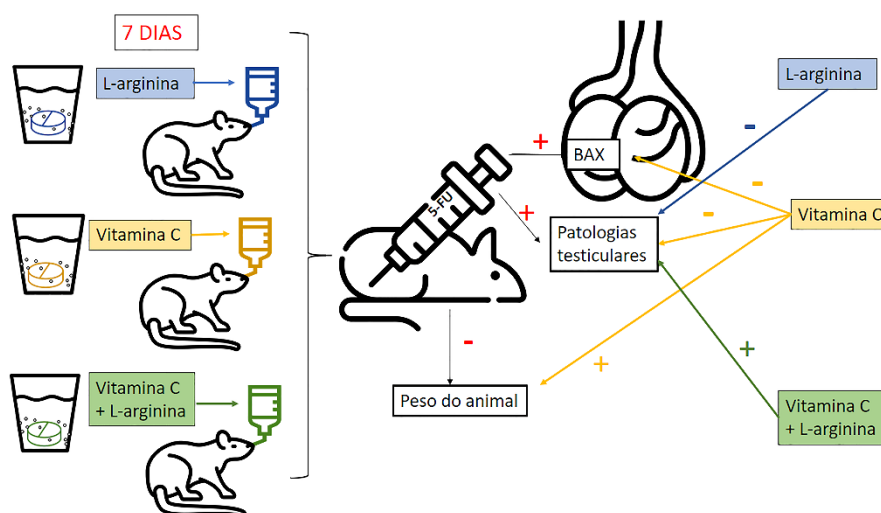 7 DIAS
L-arginina
Vitamina C
Vitamina C
+ L-arginina
5-FU
+
BAX
+
Patologias
testiculares
-
Peso do animal
L-arginina
-
-
-
Vitamina C
+
+
Vitamina C
+ L-arginina